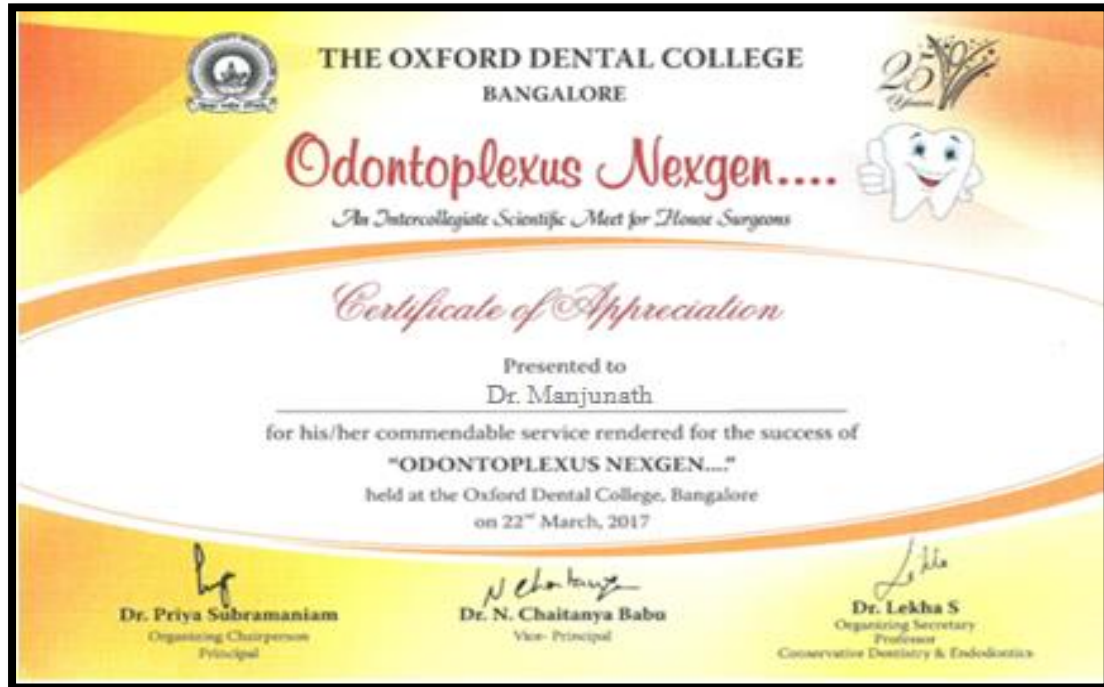 THE OXFORD DENTAL COLLEGE
BANGALORE
25
Years
Odontoplexus Nexgen....
An Intercollegiate Scientific Meet for House Surgeons
Certificate of Appreciation
Presented to
Dr. Manjunath
for his/her commendable service rendered for the success of
"ODONTOPLEXUS NEXGEN...."
held at the Oxford Dental College, Bangalore
on 22nd March, 2017
Dr. Priya Subramaniam
Organizing Chairperson
Principal
N Chaitanya
Dr. N. Chaitanya Babu
Vice- Principal
Dr. Lekha S
Organizing Secretary
Professor
Conservative Dentistry & Endodontics